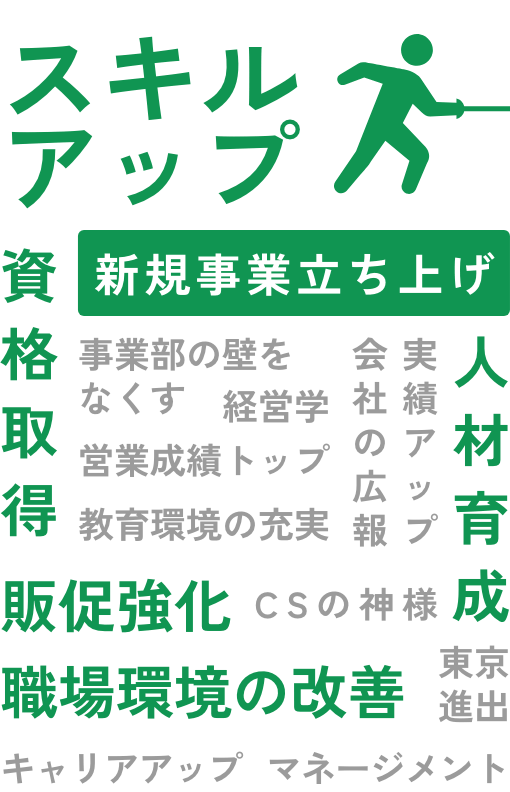 スキル
アップ
新規事業立ち上げ
資格取得
事業部の壁を
なくす
経営学
営業成績トップ
教育環境の充実
実績アップ
会社の広報
人材育成
販促強化
CSの神様
職場環境の改善
東京
進出
キャリアアップ
マネージメント